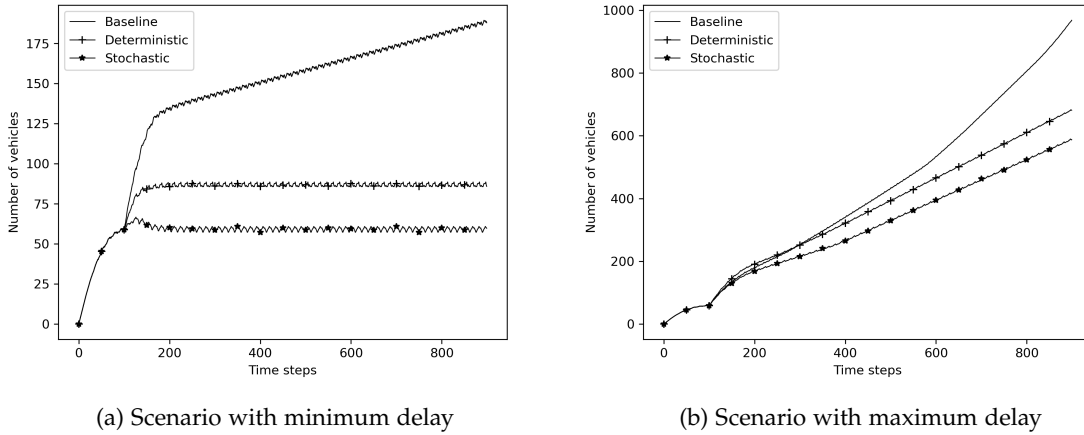 Baseline
Deterministic
Stochastic
175
150
125
100
75
50
25
0
Number of vehicles
0
200
400
600
800
Time steps
(a) Scenario with minimum delay
Baseline
Deterministic
Stochastic
1000
800
600
400
200
0
Number of vehicles
0
200
400
600
800
Time steps
(b) Scenario with maximum delay